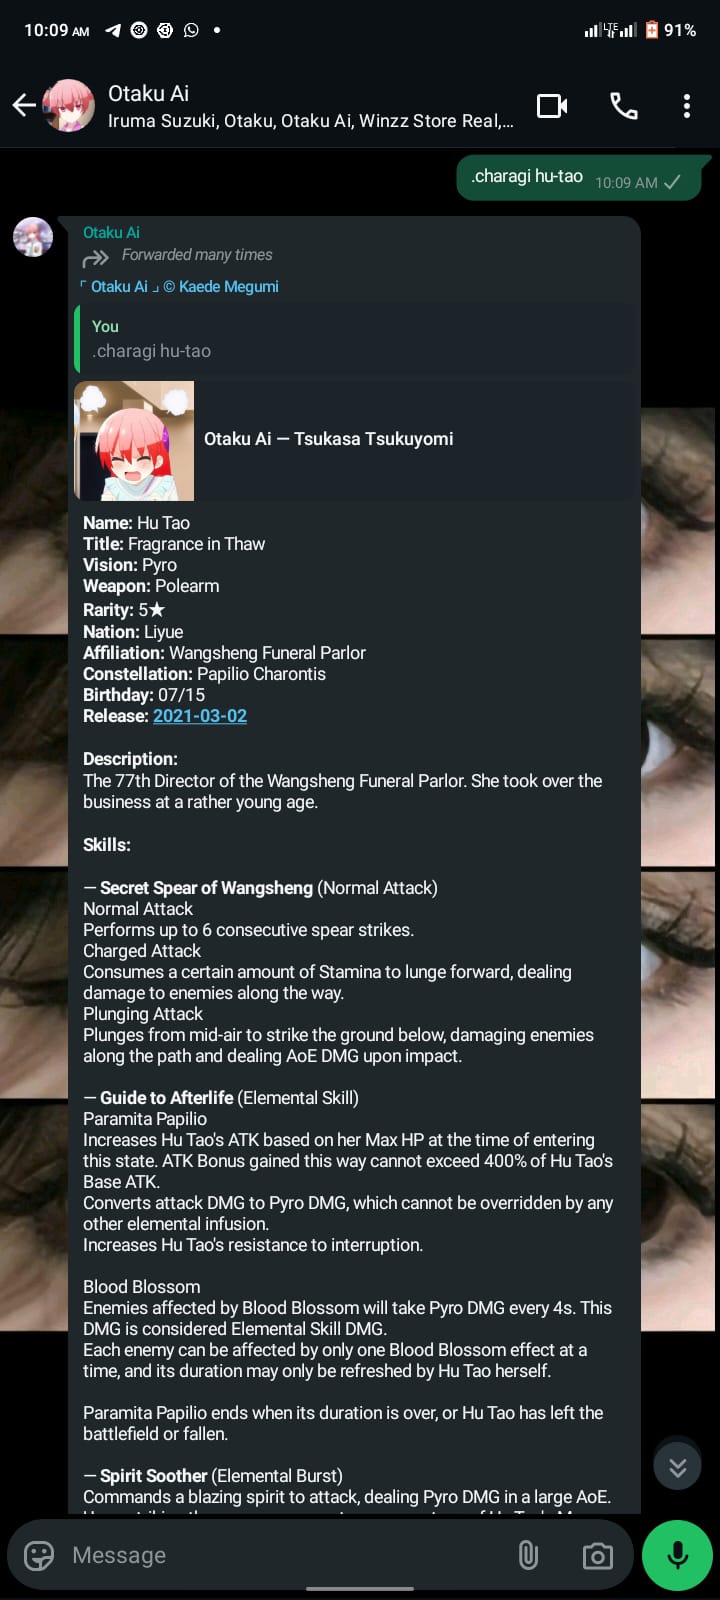 10:09 AM
LTE
91%
Otaku Ai
Iruma Suzuki, Otaku, Otaku Ai, Winzz Store Real,...
.charagi hu-tao
10:09 AM
Otaku Ai
Forwarded many times
「 Otaku Ai 」 © Kaede Megumi
You
.charagi hu-tao
Otaku Ai — Tsukasa Tsukuyomi
Name: Hu Tao
Title: Fragrance in Thaw
Vision: Pyro
Weapon: Polearm
Rarity: 5★
Nation: Liyue
Affiliation: Wangsheng Funeral Parlor
Constellation: Papilio Charontis
Birthday: 07/15
Release: 2021-03-02
Description:
The 77th Director of the Wangsheng Funeral Parlor. She took over the
business at a rather young age.
Skills:
— Secret Spear of Wangsheng (Normal Attack)
Normal Attack
Performs up to 6 consecutive spear strikes.
Charged Attack
Consumes a certain amount of Stamina to lunge forward, dealing
damage to enemies along the way.
Plunging Attack
Plunges from mid-air to strike the ground below, damaging enemies
along the path and dealing AoE DMG upon impact.
— Guide to Afterlife (Elemental Skill)
Paramita Papilio
Increases Hu Tao's ATK based on her Max HP at the time of entering
this state. ATK Bonus gained this way cannot exceed 400% of Hu Tao's
Base ATK.
Converts attack DMG to Pyro DMG, which cannot be overridden by any
other elemental infusion.
Increases Hu Tao's resistance to interruption.
Blood Blossom
Enemies affected by Blood Blossom will take Pyro DMG every 4s. This
DMG is considered Elemental Skill DMG.
Each enemy can be affected by only one Blood Blossom effect at a
time, and its duration may only be refreshed by Hu Tao herself.
Paramita Papilio ends when its duration is over, or Hu Tao has left the
battlefield or fallen.
— Spirit Soother (Elemental Burst)
Commands a blazing spirit to attack, dealing Pyro DMG in a large AoE.
Message